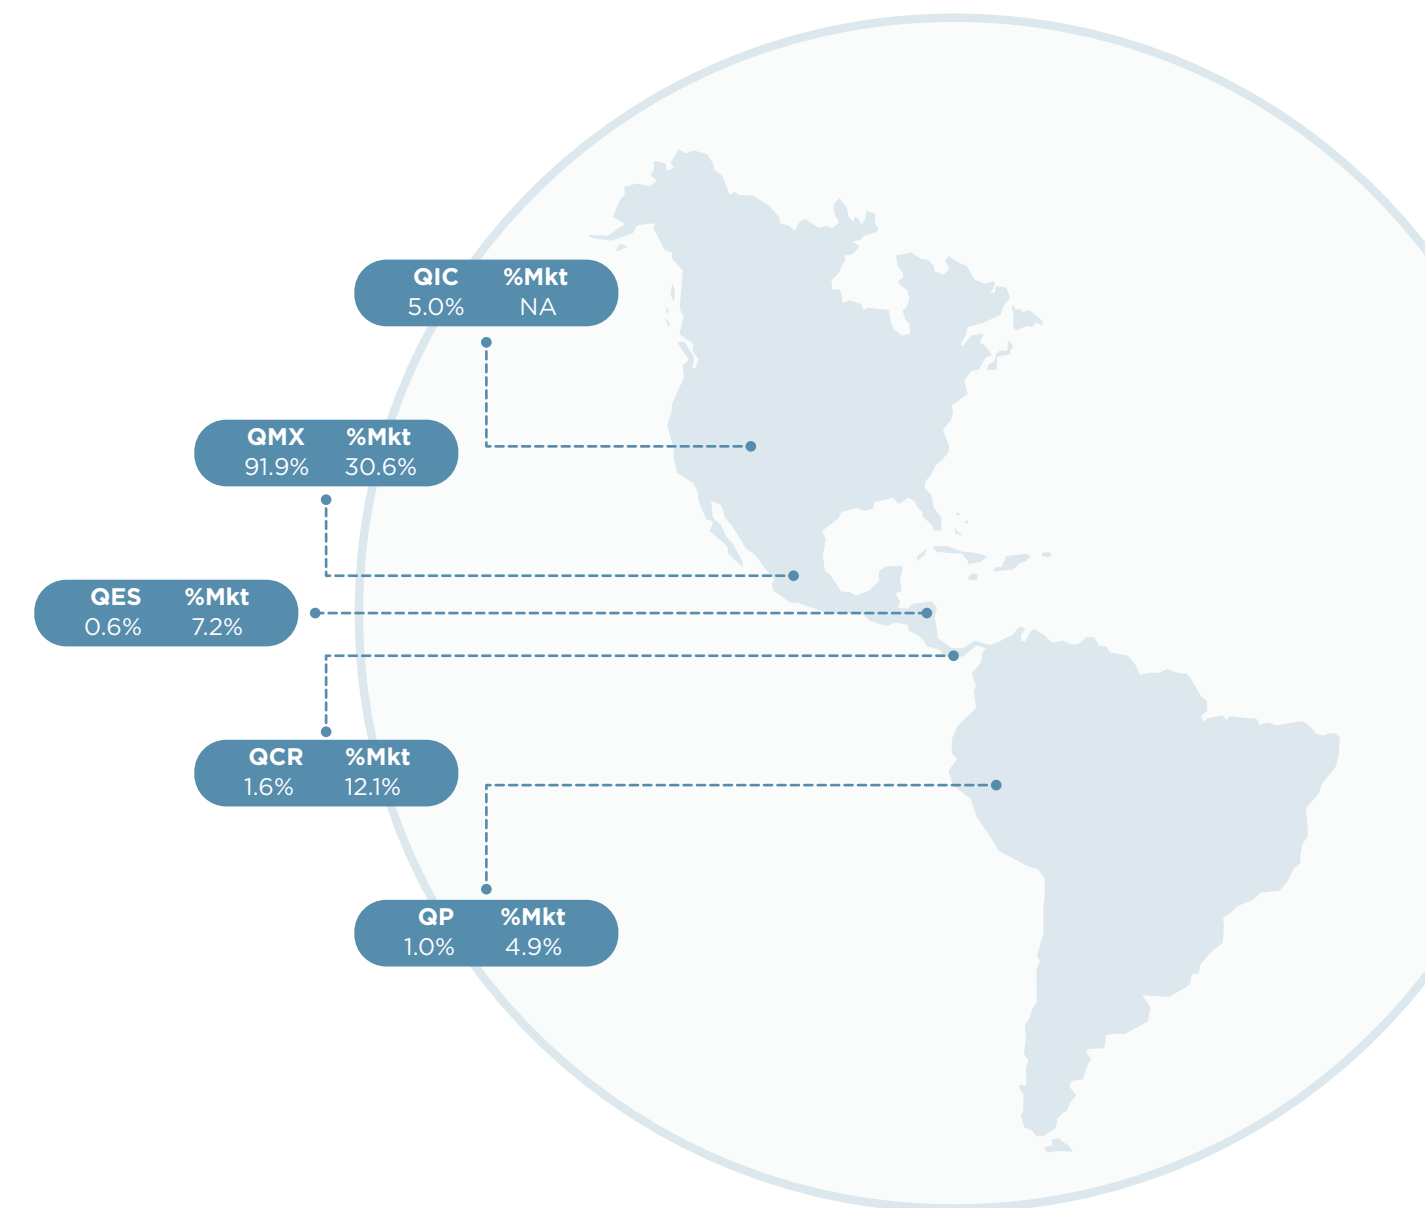 QIC %Mkt
5.0% NA
QMX %Mkt
91.9% 30.6%
QES %Mkt
0.6% 7.2%
QCR %Mkt
1.6% 12.1%
QP %Mkt
1.0% 4.9%